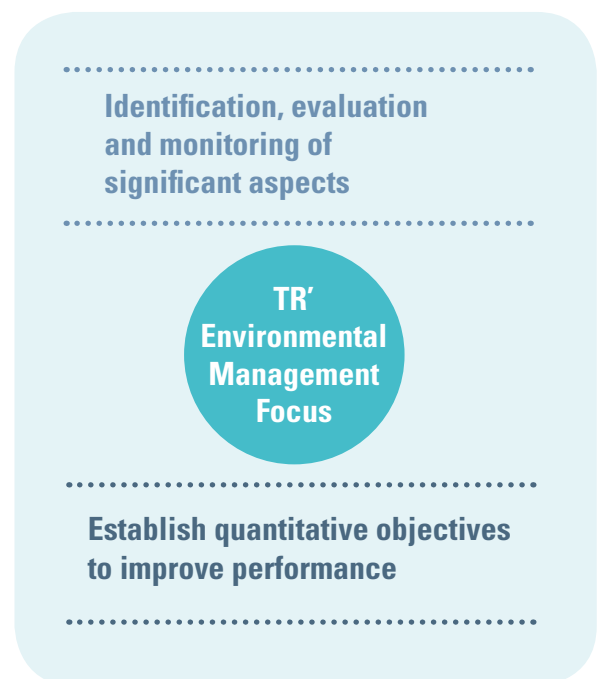 Identification, evaluation
and monitoring of
significant aspects
TR’
Environmental
Management
Focus
Establish quantitative objectives
to improve performance